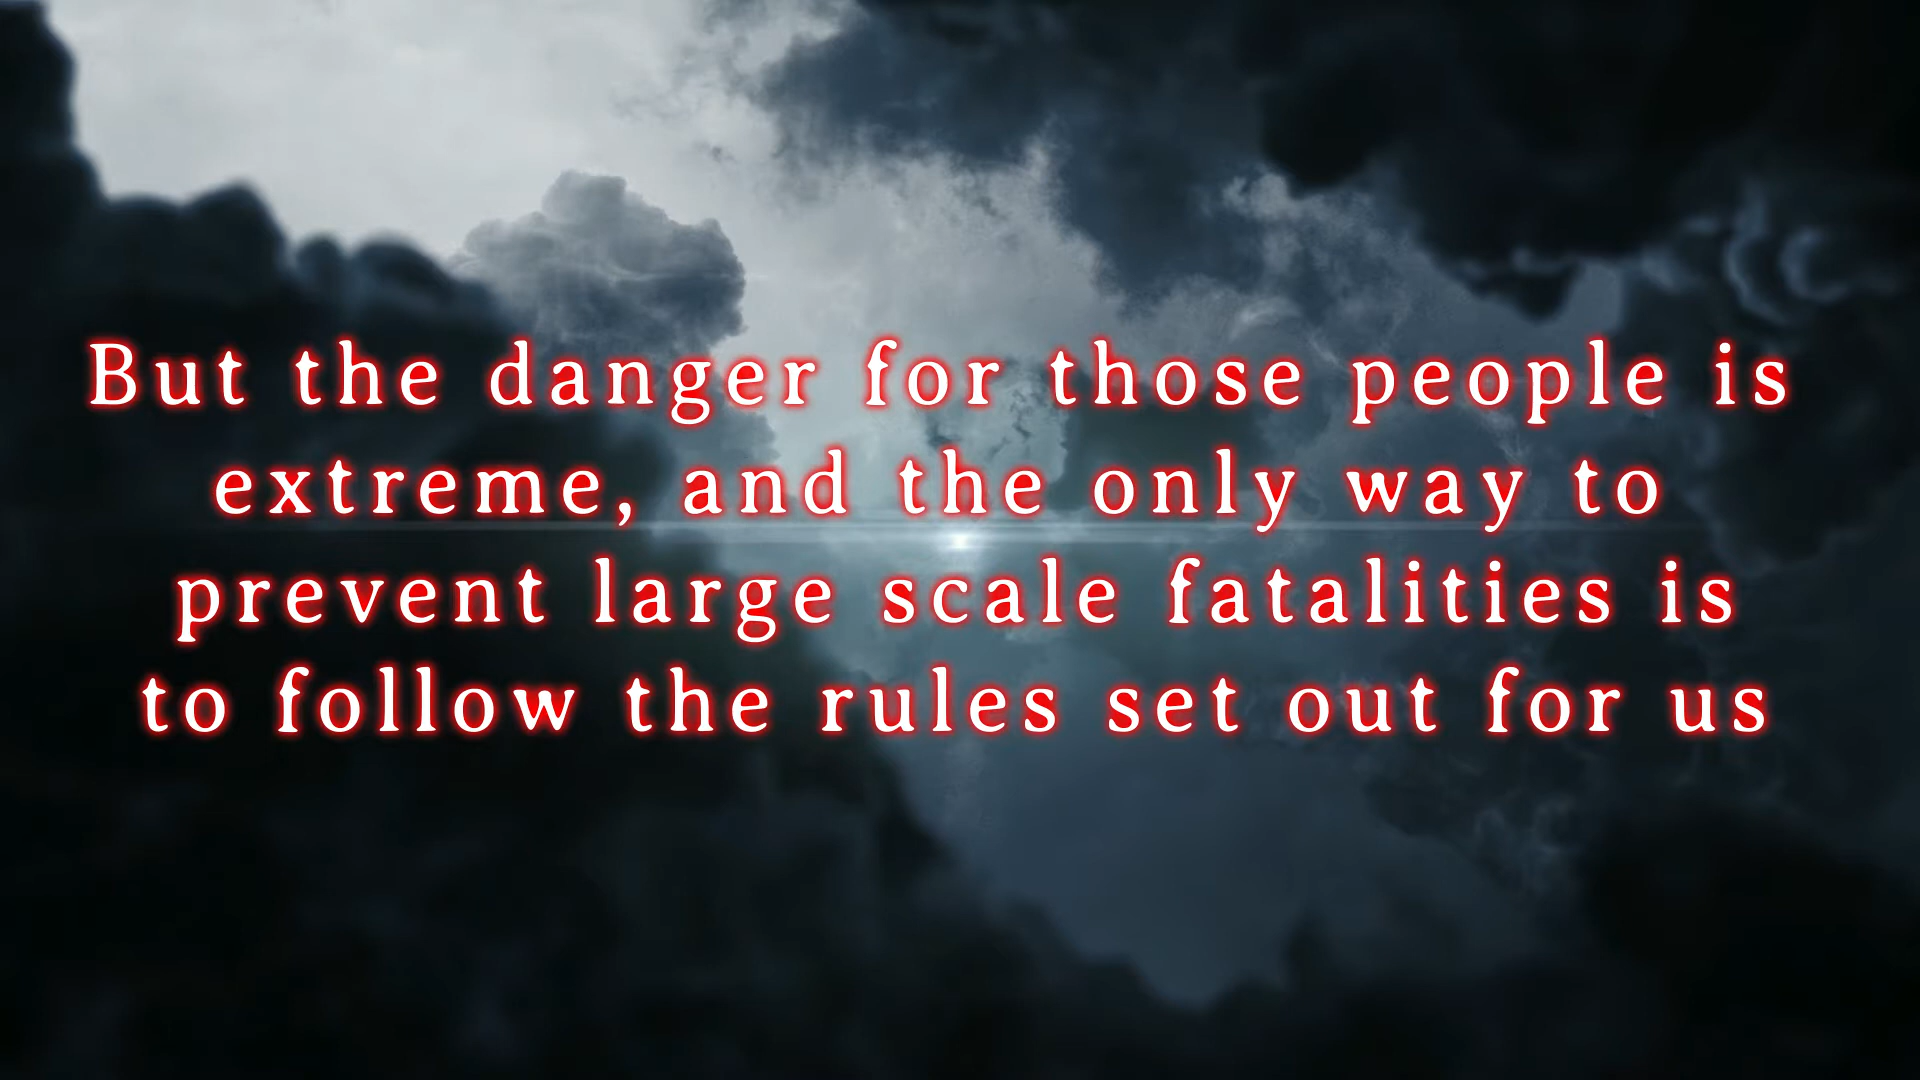 But the danger for those people is
extreme, and the only way to
prevent large scale fatalities is
to follow the rules set out for us